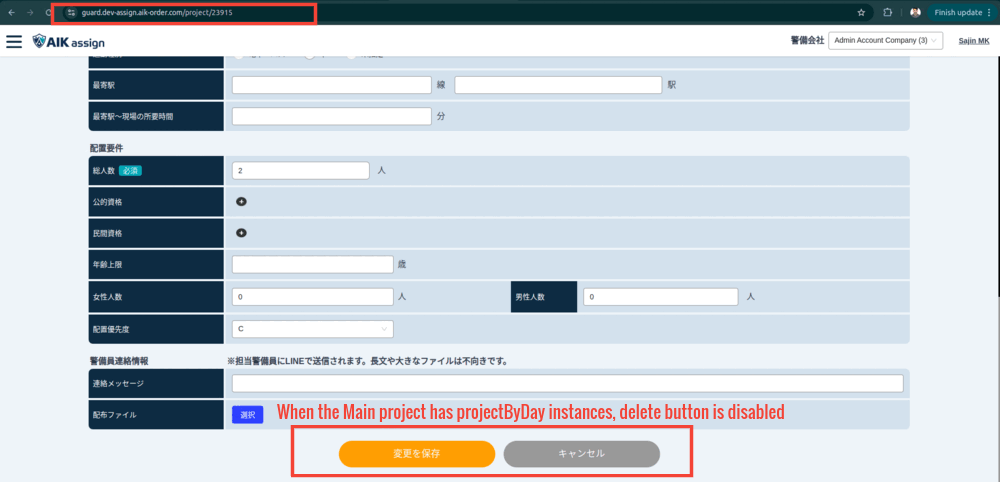 guard.dev-assign.aik-order.com/project/23915
Finish update
AIK assign
警備会社
Admin Account Company (3)
Sajin MK
最寄駅
線
駅
最寄駅〜現場の所要時間
分
配置要件
総人数 必須
2
人
公的資格
民間資格
年齢上限
歳
女性人数
0
人
男性人数
0
人
配置優先度
C
警備員連絡情報
※担当警備員にLINEで送信されます。長文や大きなファイルは不向きです。
連絡メッセージ
配布ファイル
選択
When the Main project has projectByDay instances, delete button is disabled
変更を保存
キャンセル